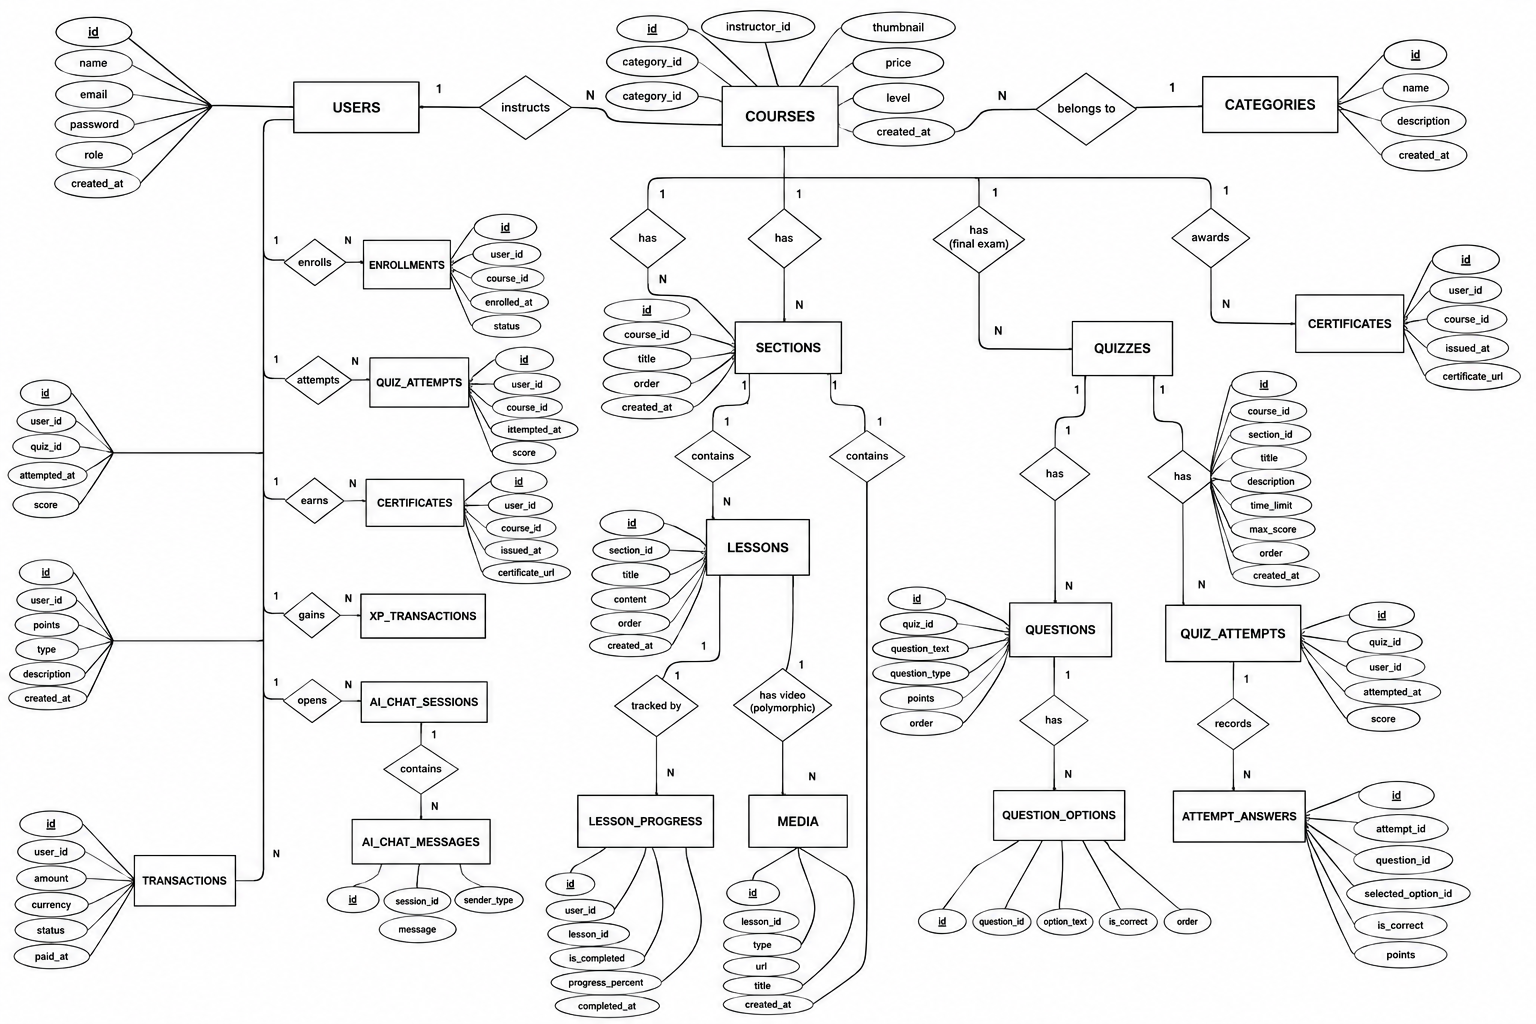 id
name
email
password
role
created_at
USERS
1
instructs
N
id
instructor_id
thumbnail
category_id
price
category_id
level
created_at
COURSES
N
belongs to
1
CATEGORIES
id
name
description
created_at
1
has
N
1
has
N
1
has
(final exam)
N
1
awards
N
CERTIFICATES
id
user_id
course_id
issued_at
certificate_url
1
enrolls
N
ENROLLMENTS
id
user_id
course_id
enrolled_at
status
1
attempts
N
QUIZ_ATTEMPTS
id
user_id
course_id
ittempted_at
score
id
user_id
quiz_id
attempted_at
score
1
earns
N
CERTIFICATES
id
user_id
course_id
issued_at
certificate_url
id
user_id
points
type
description
created_at
1
gains
N
XP_TRANSACTIONS
1
opens
N
AI_CHAT_SESSIONS
1
contains
N
AI_CHAT_MESSAGES
id
session_id
sender_type
message
id
user_id
amount
currency
status
paid_at
TRANSACTIONS
N
id
course_id
title
order
created_at
SECTIONS
1
1
contains
N
1
1
contains
id
section_id
title
content
order
created_at
LESSONS
1
1
tracked by
N
1
has video
(polymorphic)
N
LESSON_PROGRESS
id
user_id
lesson_id
is_completed
progress_percent
completed_at
MEDIA
id
lesson_id
type
url
title
created_at
QUIZZES
1
1
has
N
1
1
has
N
id
course_id
section_id
title
description
time_limit
max_score
order
created_at
id
quiz_id
question_text
question_type
points
order
QUESTIONS
1
has
N
QUESTION_OPTIONS
id
question_id
option_text
is_correct
order
QUIZ_ATTEMPTS
id
quiz_id
user_id
attempted_at
score
1
records
N
ATTEMPT_ANSWERS
id
attempt_id
question_id
selected_option_id
is_correct
points